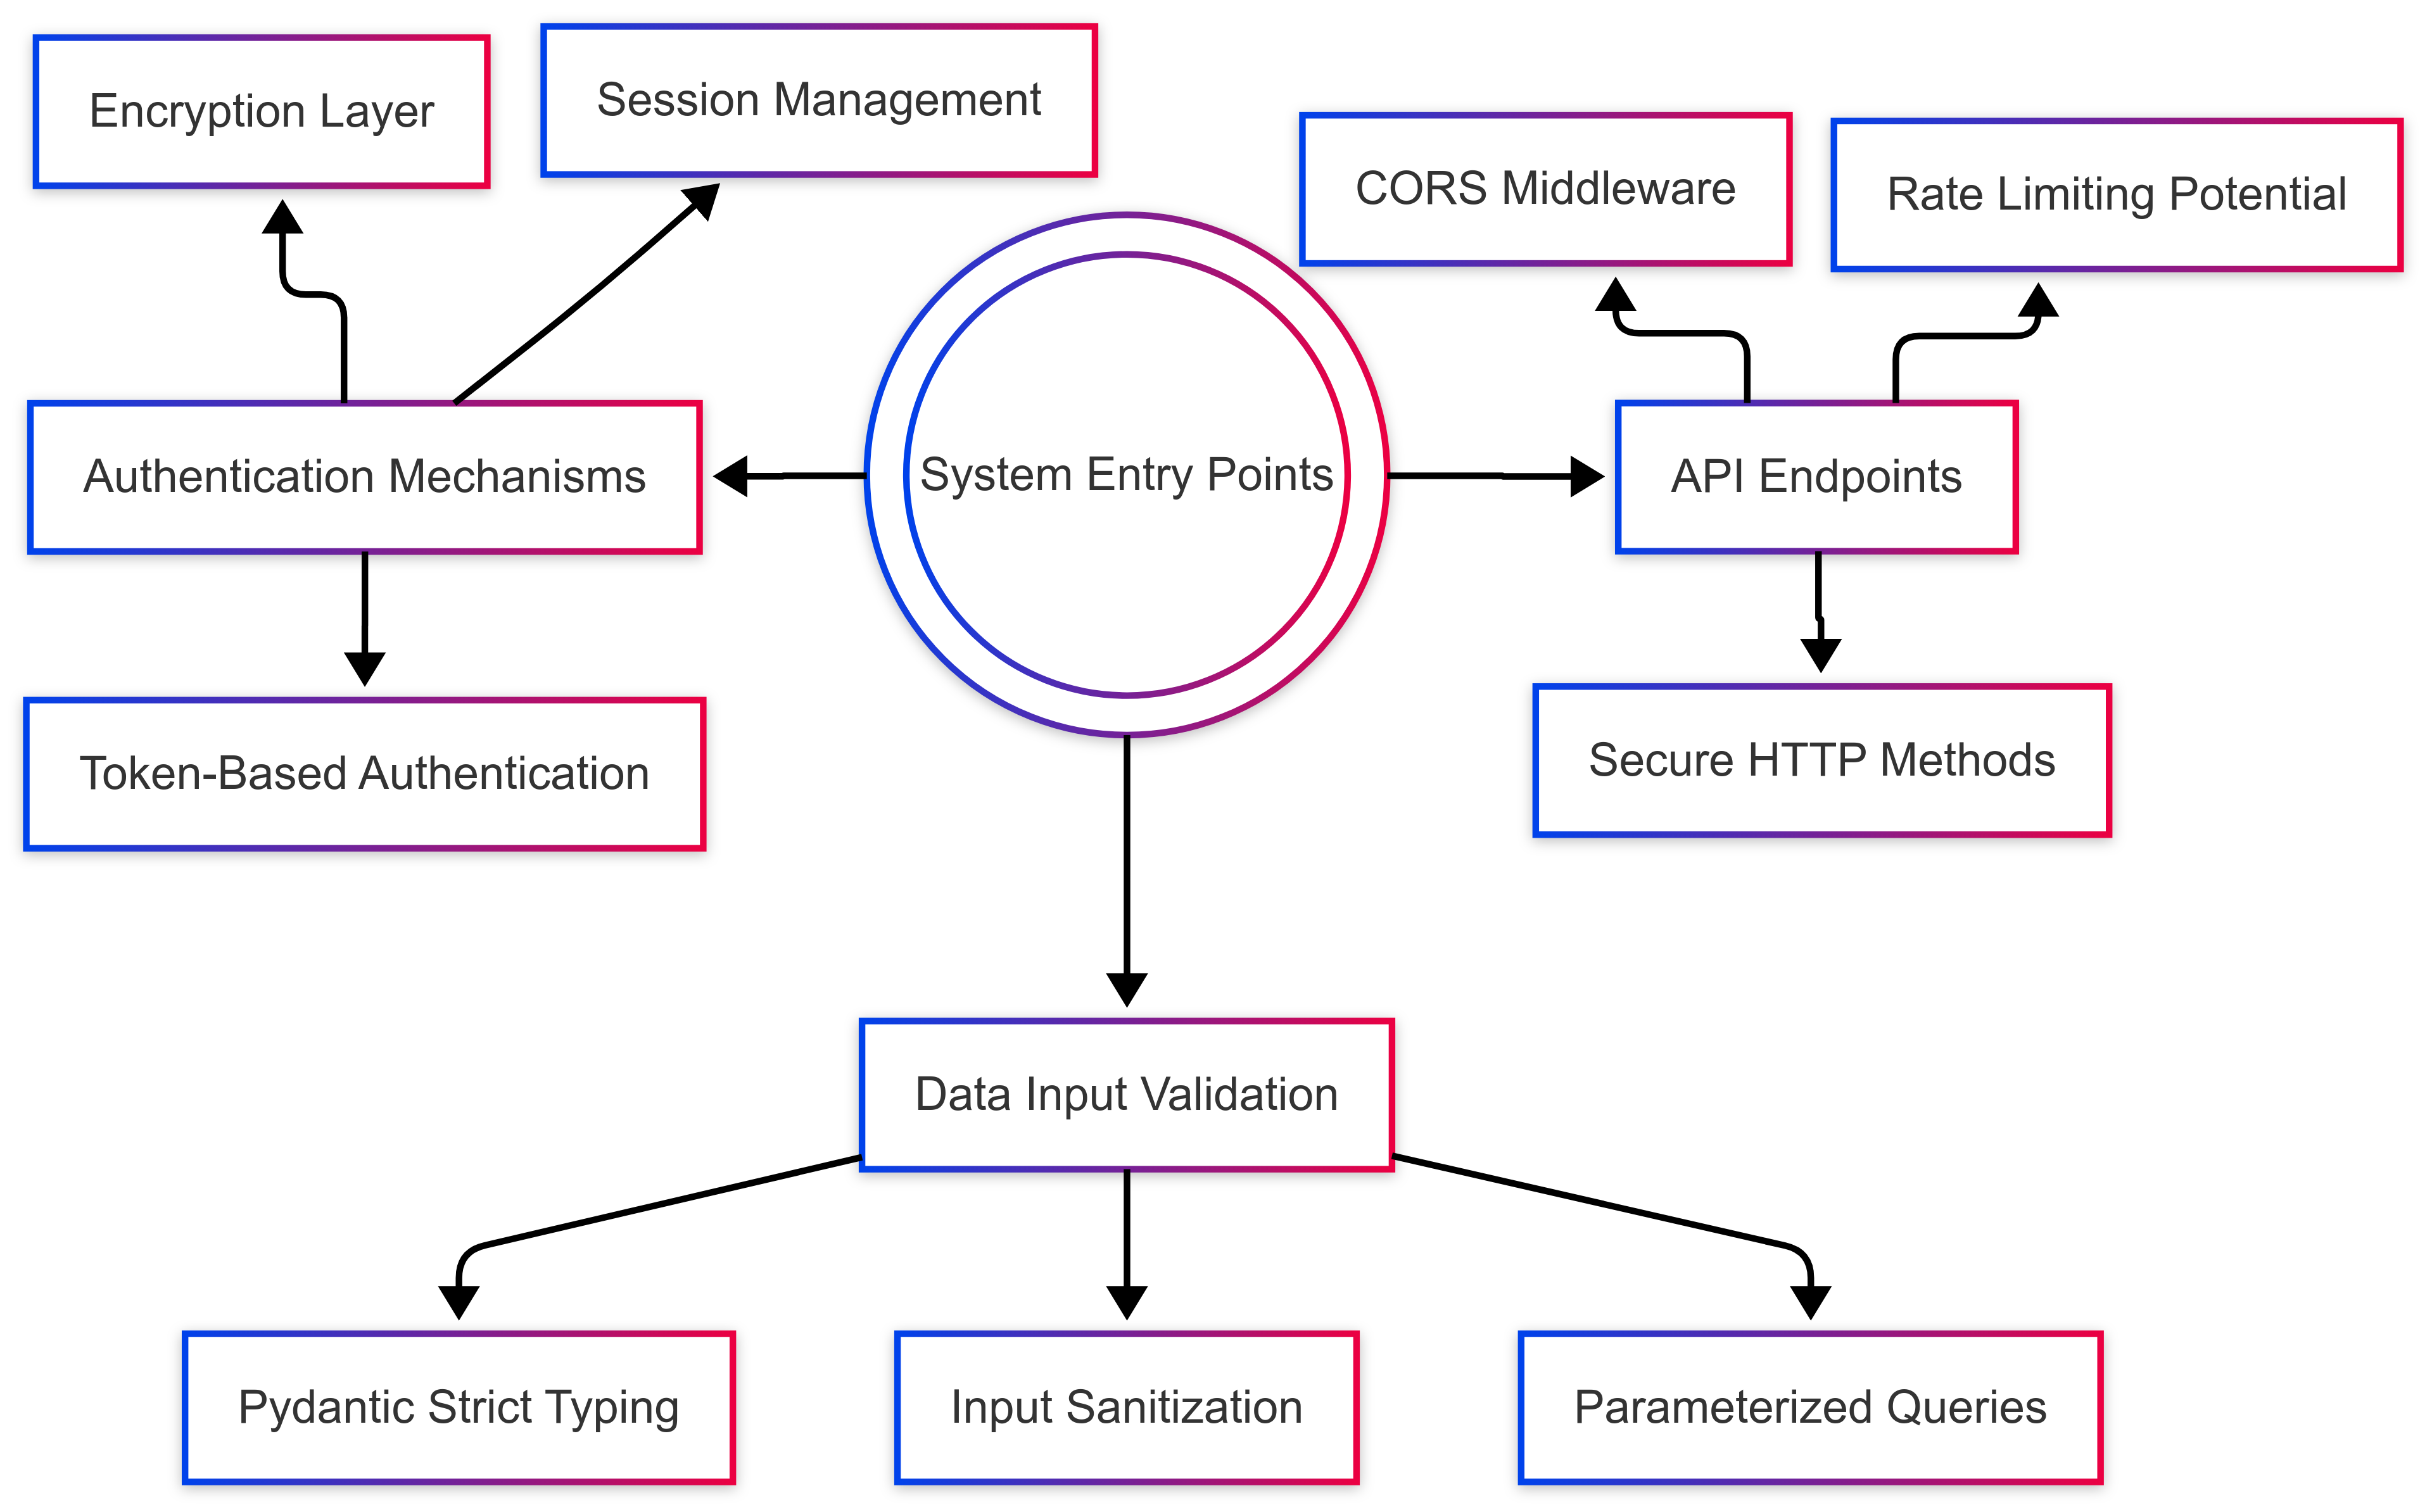 Encryption Layer
Session Management
CORS Middleware
Rate Limiting Potential
Authentication Mechanisms
System Entry Points
API Endpoints
Token-Based Authentication
Secure HTTP Methods
Data Input Validation
Pydantic Strict Typing
Input Sanitization
Parameterized Queries